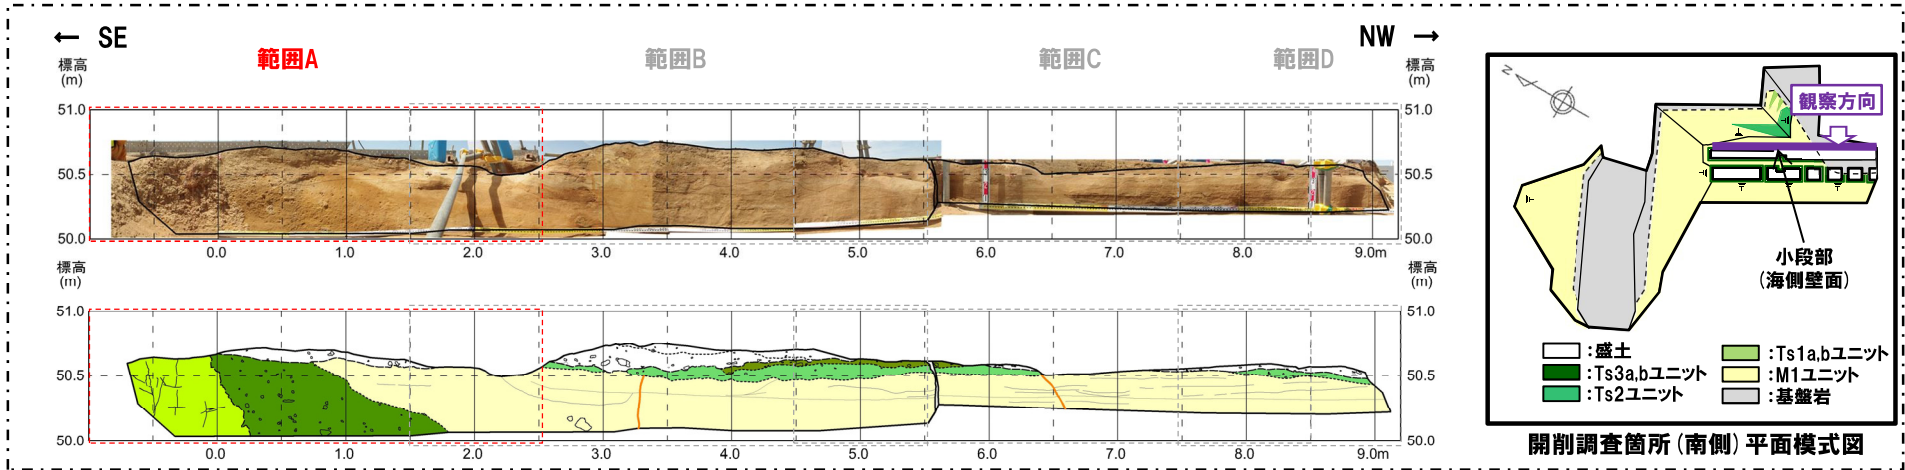 ← SE
NW →
範囲A
範囲B
範囲C
範囲D
標高
(m)
標高
(m)
51.0
51.0
50.5
50.5
50.0
50.0
0.0 1.0 2.0 3.0 4.0 5.0 6.0 7.0 8.0 9.0m
標高
(m)
標高
(m)
51.0
51.0
50.5
50.5
50.0
50.0
0.0 1.0 2.0 3.0 4.0 5.0 6.0 7.0 8.0 9.0m
N
観察方向
小段部
(海側壁面)
:盛土
:Ts3a,bユニット
:Ts2ユニット
:Ts1a,bユニット
:M1ユニット
:基盤岩
開削調査箇所(南側)平面模式図